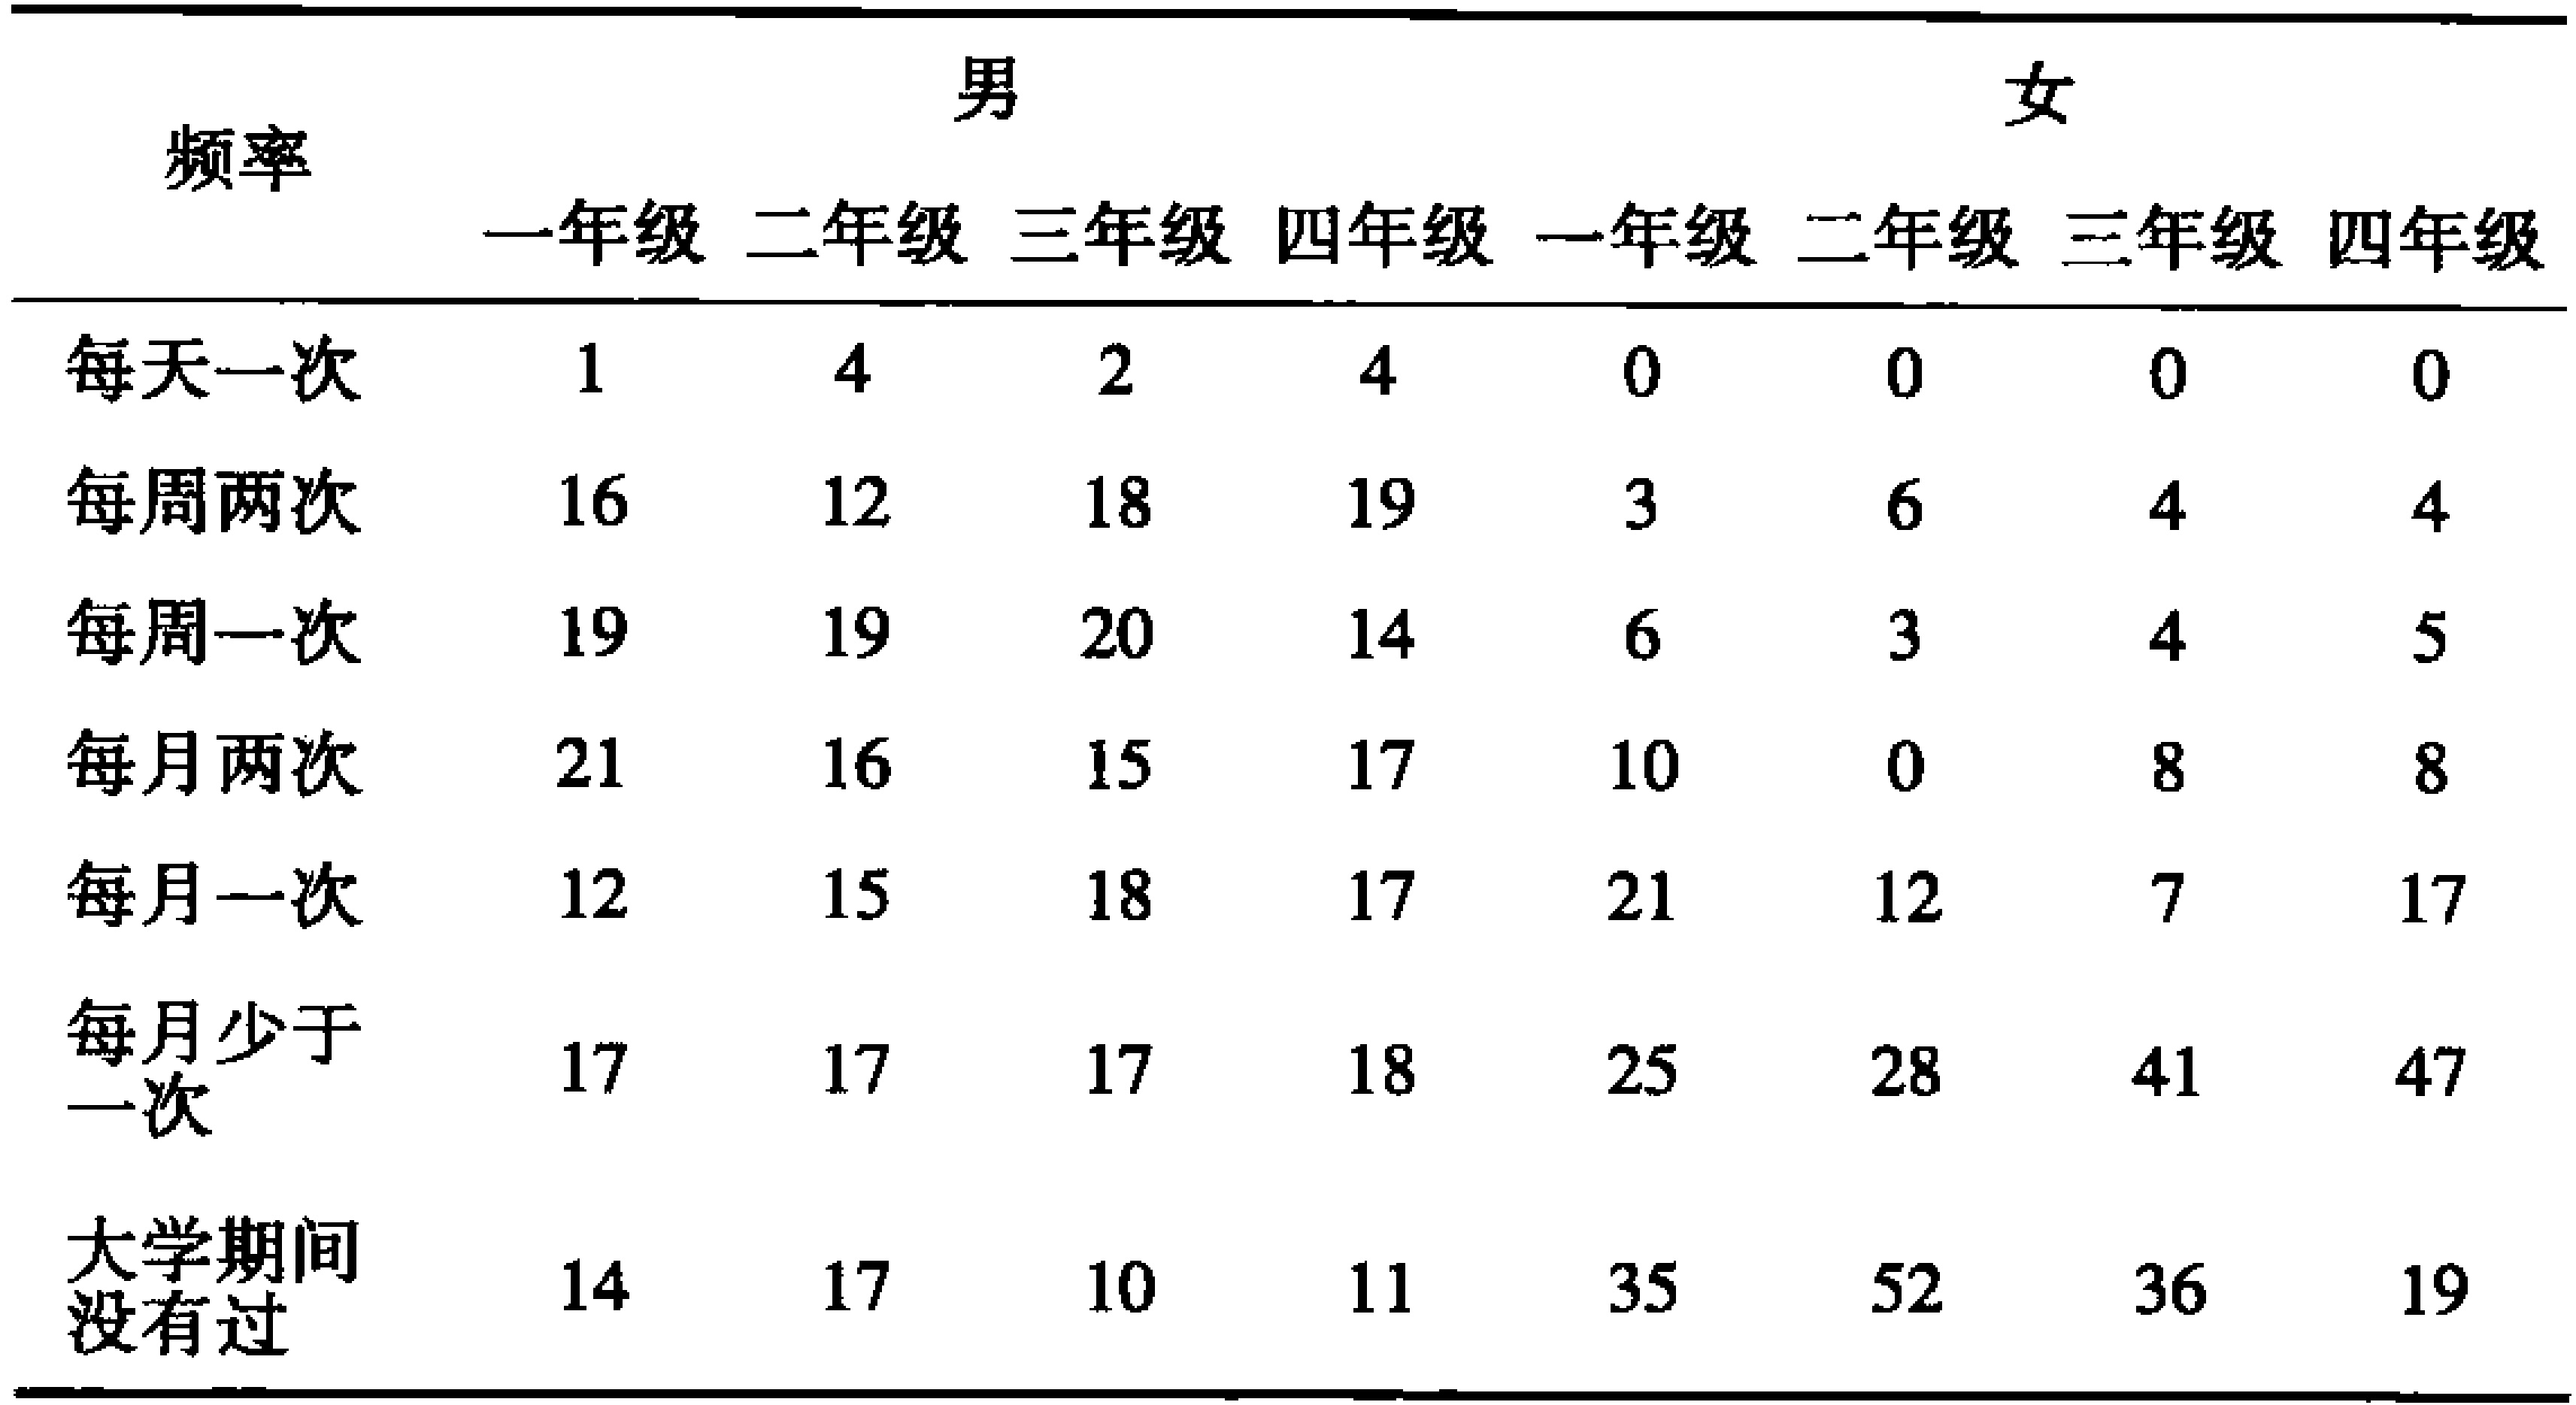 男 女
频率
一年级 二年级 三年级 四年级 一年级 二年级 三年级 四年级
每天一次 1 4 2 4 0 0 0 0
每周两次 16 12 18 19 3 6 4 4
每周一次 19 19 20 14 6 3 4 5
每月两次 21 16 15 17 10 0 8 8
每月一次 12 15 18 17 21 12 7 17
每月少于
一次 17 17 17 18 25 28 41 47
大学期间
没有过 14 17 10 11 35 52 36 19